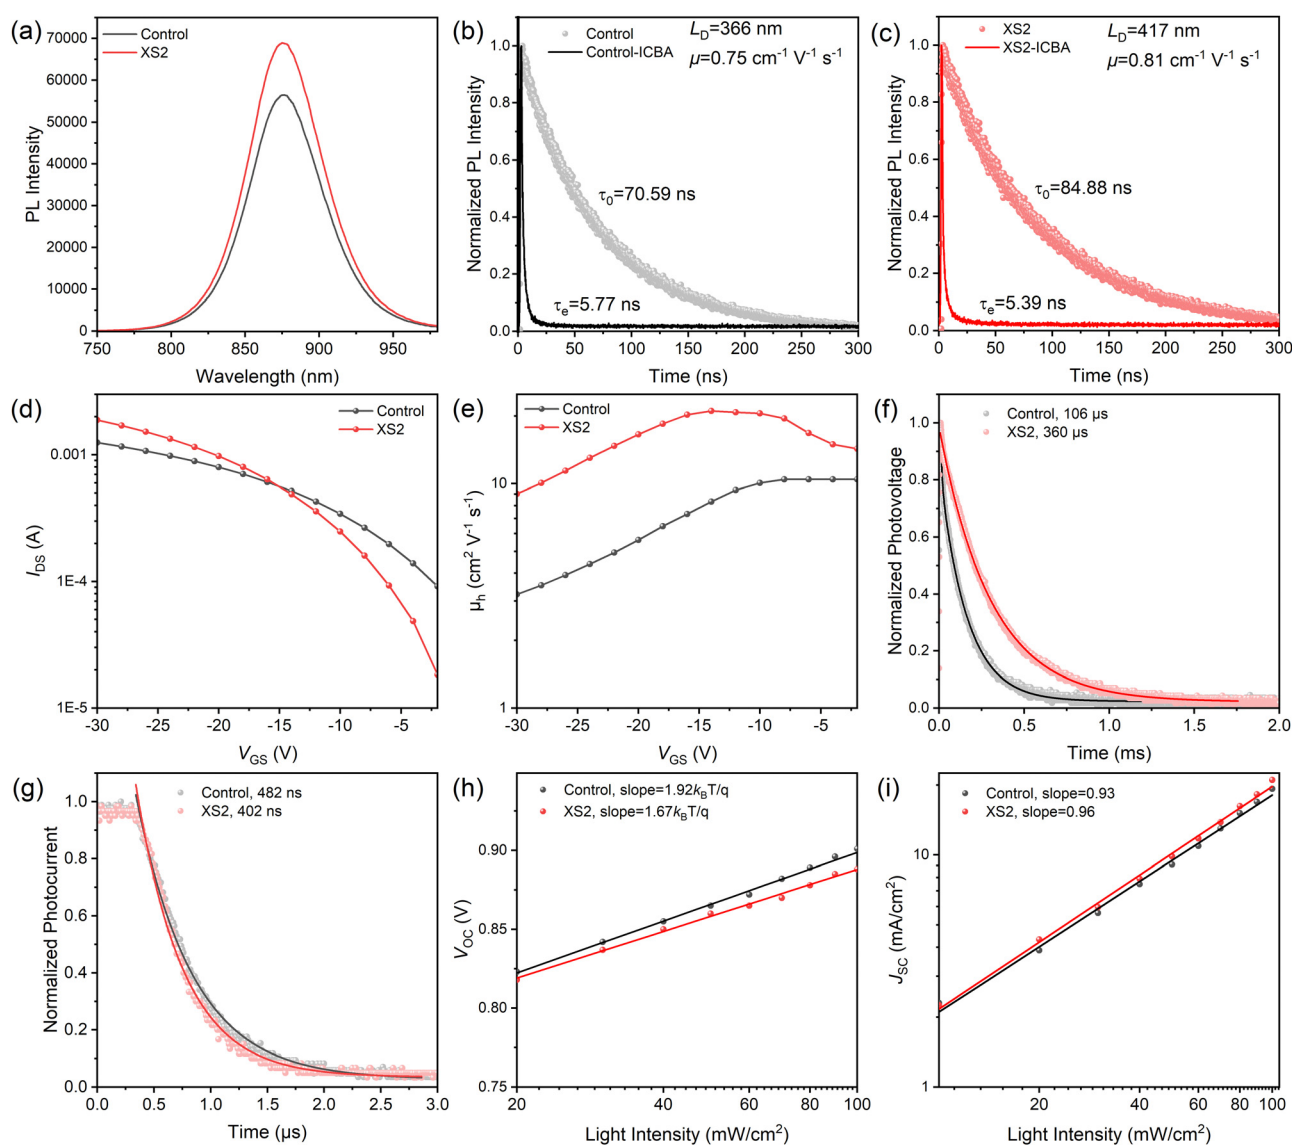 (a)
Control
XS2
70000
60000
50000
40000
30000
20000
10000
0
PL Intensity
750
800
850
900
950
Wavelength (nm)
(b)
Control
Control-ICBA
L_D=366 nm
μ=0.75 cm⁻¹ V⁻¹ s⁻¹
τ₀=70.59 ns
τ_e=5.77 ns
1.0
0.8
0.6
0.4
0.2
0.0
Normalized PL Intensity
0
50
100
150
200
250
300
Time (ns)
(c)
XS2
XS2-ICBA
L_D=417 nm
μ=0.81 cm⁻¹ V⁻¹ s⁻¹
τ₀=84.88 ns
τ_e=5.39 ns
1.0
0.8
0.6
0.4
0.2
0.0
Normalized PL Intensity
0
50
100
150
200
250
300
Time (ns)
(d)
Control
XS2
0.001
1E-4
1E-5
I_DS (A)
-30
-25
-20
-15
-10
-5
V_GS (V)
(e)
Control
XS2
10
1
μ_h (cm² V⁻¹ s⁻¹)
-30
-25
-20
-15
-10
-5
V_GS (V)
(f)
Control, 106 μs
XS2, 360 μs
1.0
0.8
0.6
0.4
0.2
0.0
Normalized Photovoltage
0.0
0.5
1.0
1.5
2.0
Time (ms)
(g)
Control, 482 ns
XS2, 402 ns
1.0
0.8
0.6
0.4
0.2
0.0
Normalized Photocurrent
0.0
0.5
1.0
1.5
2.0
2.5
3.0
Time (μs)
(h)
Control, slope=1.92k_BT/q
XS2, slope=1.67k_BT/q
0.90
0.85
0.80
0.75
V_OC (V)
20
40
60
80
100
Light Intensity (mW/cm²)
(i)
Control, slope=0.93
XS2, slope=0.96
10
1
J_SC (mA/cm²)
20
40
60
80
100
Light Intensity (mW/cm²)